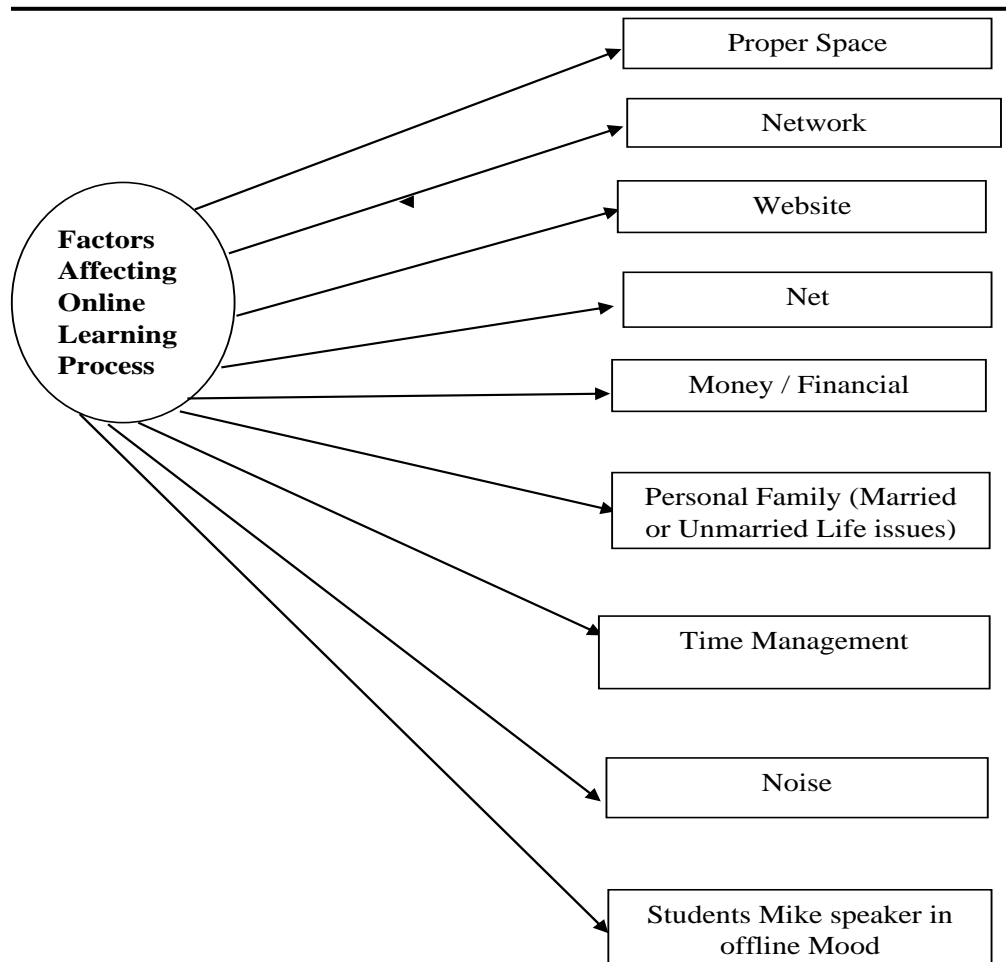 Proper Space
Network
Website
Factors
Affecting
Online
Learning
Process
Net
Money / Financial
Personal Family (Married
or Unmarried Life issues)
Time Management
Noise
Students Mike speaker in
offline Mood